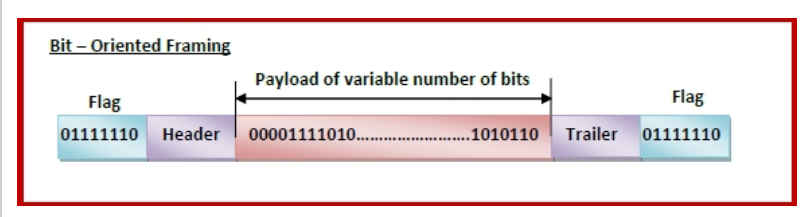 Bit – Oriented Framing
Payload of variable number of bits
Flag Flag
01111110 Header 00001111010........................1010110 Trailer 01111110